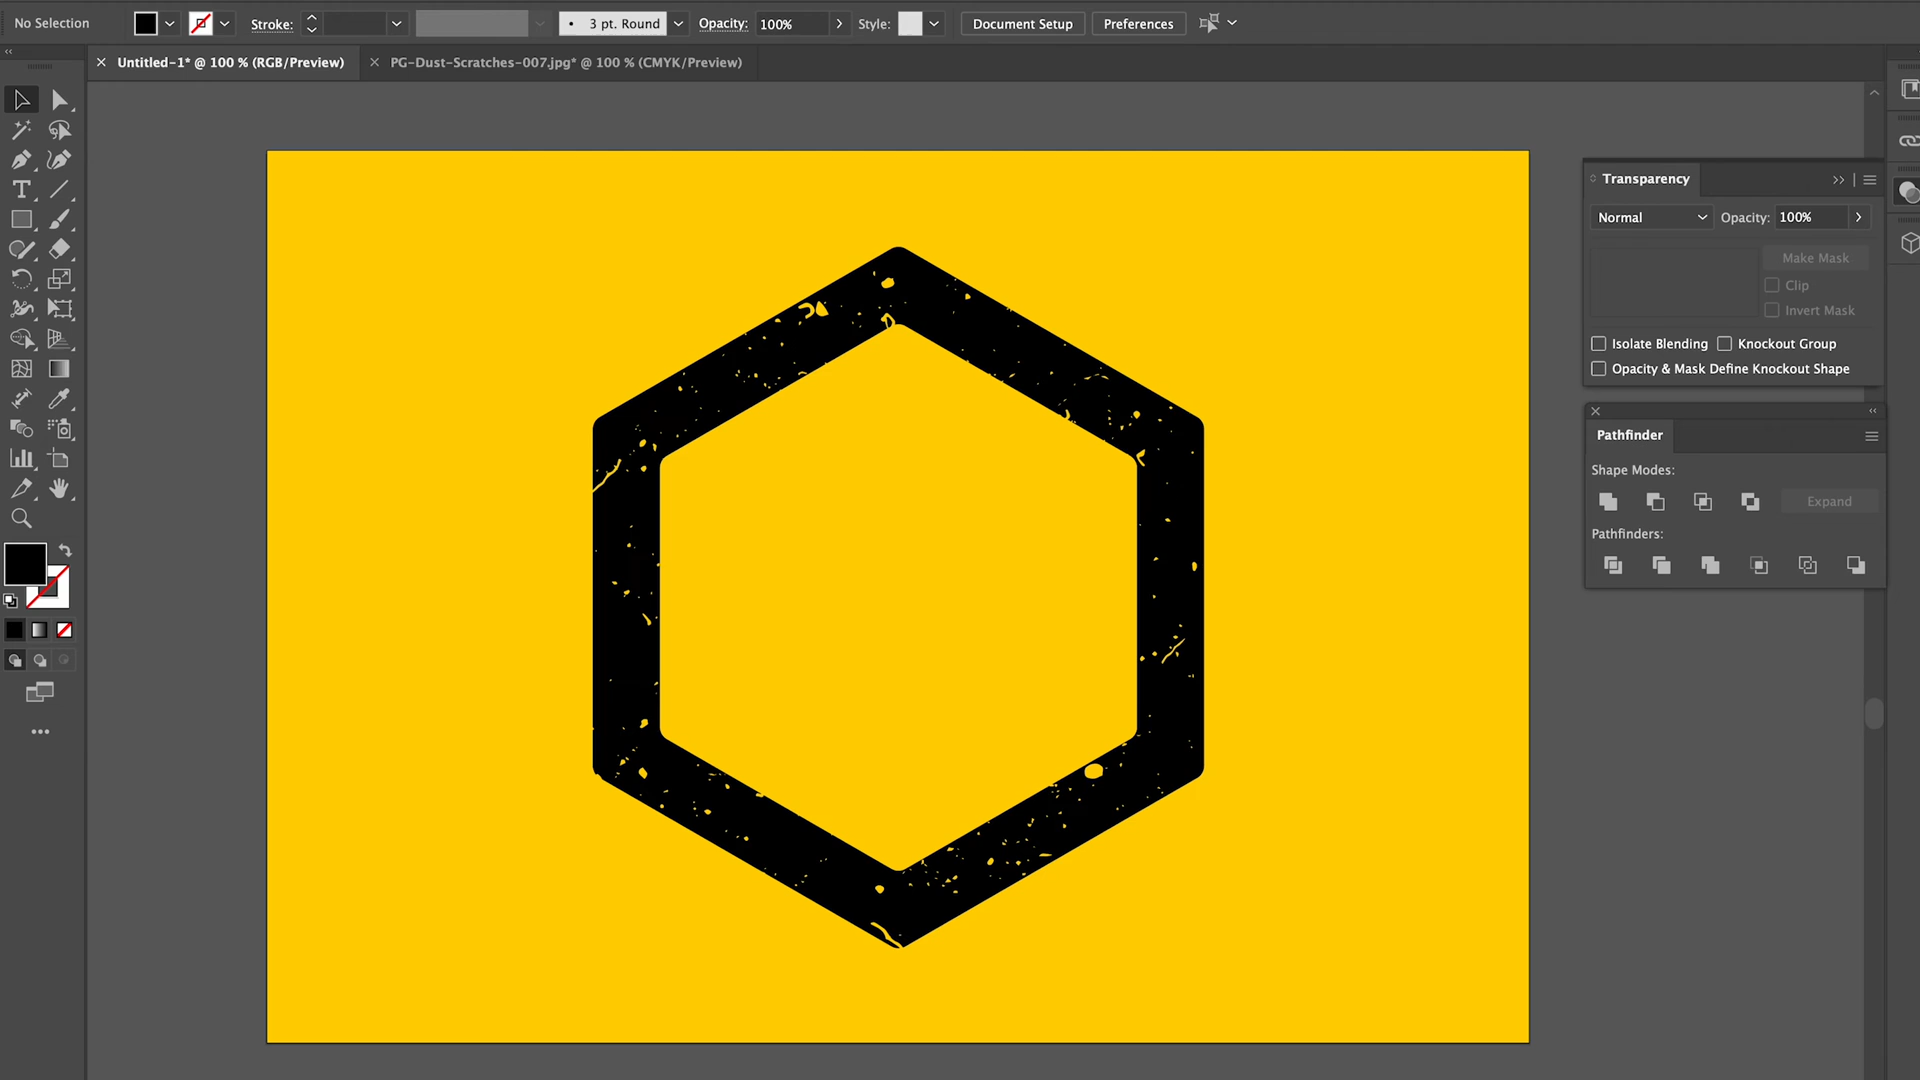 No Selection
Stroke:
3 pt. Round
Opacity: 100%
Style:
Document Setup
Preferences
Untitled-1* @ 100 % (RGB/Preview)
PG-Dust-Scratches-007.jpg* @ 100 % (CMYK/Preview)
Transparency
Normal
Opacity: 100%
Make Mask
Clip
Invert Mask
Isolate Blending
Knockout Group
Opacity & Mask Define Knockout Shape
Pathfinder
Shape Modes:
Expand
Pathfinders: